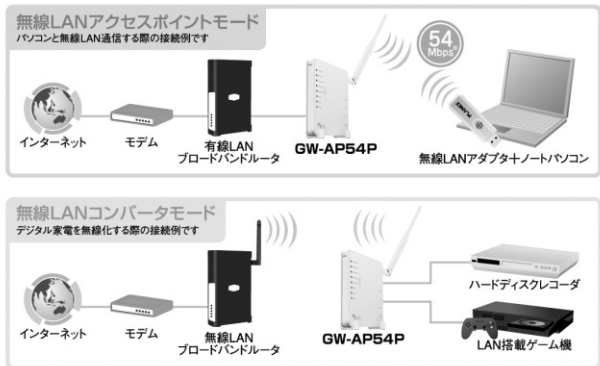 無線LANアクセスポイントモード
パソコンと無線LAN通信する際の接続例です
54
Mbps
インターネット
モデム
有線LAN
ブロードバンドルータ
GW-AP54P
PLANEX
無線LANアダプタ+ノートパソコン
無線LANコンバータモード
デジタル家電を無線化する際の接続例です
インターネット
モデム
無線LAN
ブロードバンドルータ
GW-AP54P
ハードディスクレコーダ
LAN搭載ゲーム機